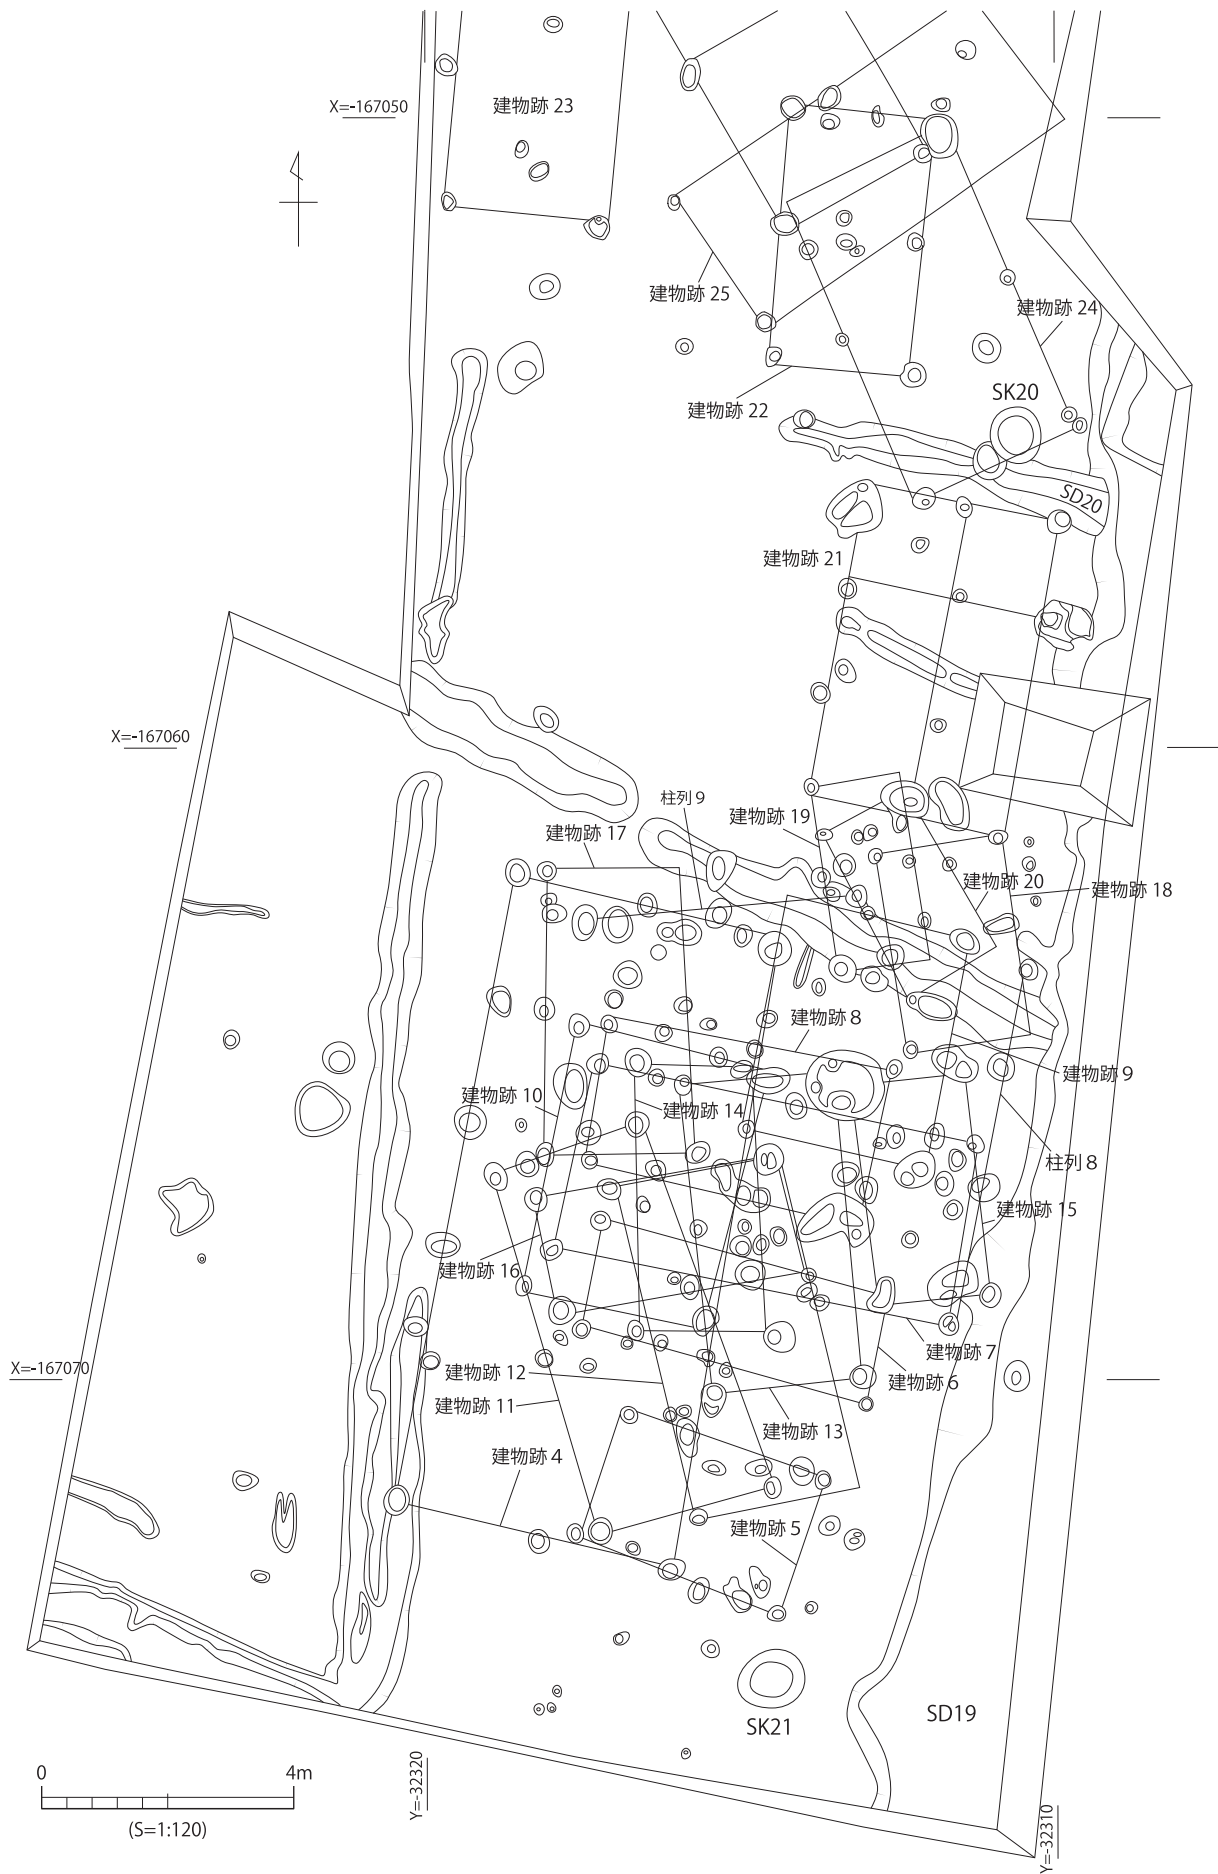 X=-167050
建物跡 23
建物跡 25
建物跡 24
建物跡 22
SK20
SD20
建物跡 21
X=-167060
柱列 9
建物跡 19
建物跡 17
建物跡 20
建物跡 18
建物跡 8
建物跡 9
建物跡 10
建物跡 14
柱列 8
建物跡 15
建物跡 16
建物跡 7
X=-167070
建物跡 12
建物跡 6
建物跡 11
建物跡 13
建物跡 4
建物跡 5
SK21
SD19
0 4m
(S=1:120)
Y=-32320
Y=-32310